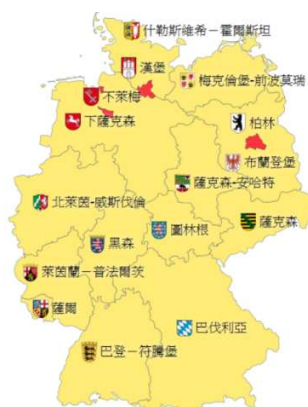 什勒斯維希－霍爾斯坦
漢堡
梅克倫堡-前波莫瑞
不萊梅
下薩克森
柏林
布蘭登堡
薩克森-安哈特
北萊茵-威斯伐倫
薩克森
圖林根
黑森
萊茵蘭－普法爾茨
薩爾
巴伐利亞
巴登－符騰堡